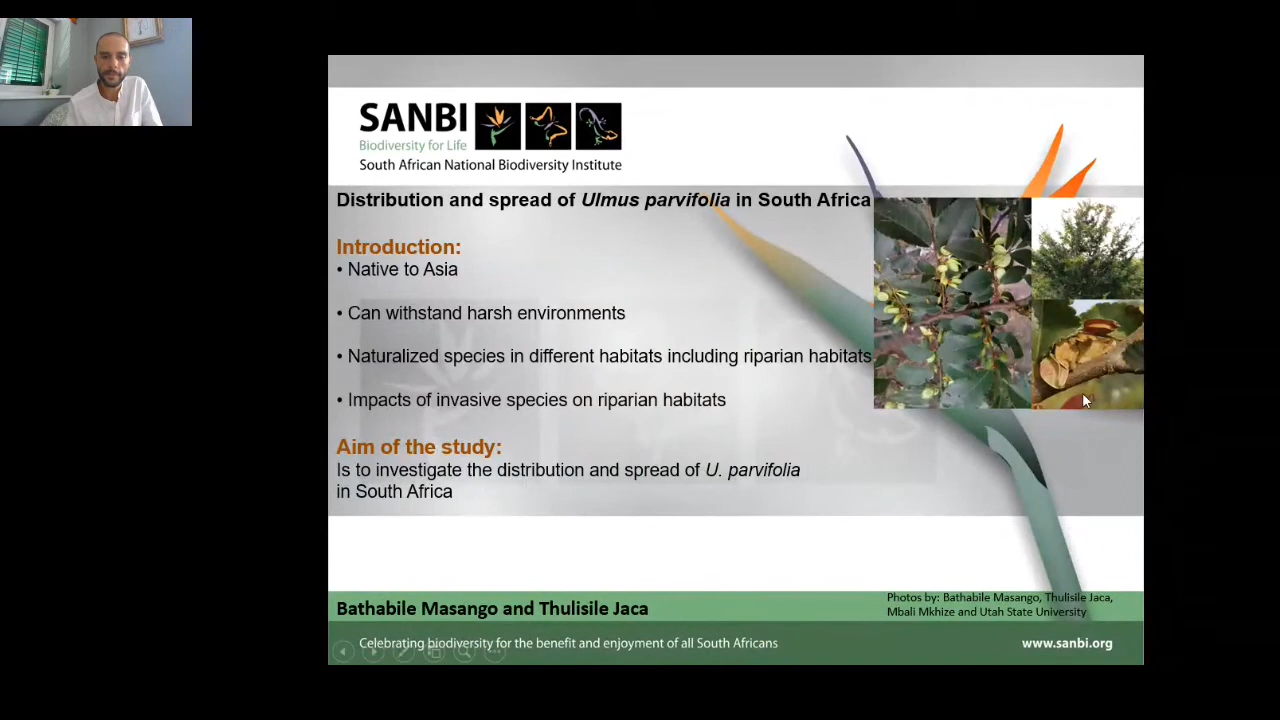 SANBI
Biodiversity for Life
South African National Biodiversity Institute
Distribution and spread of Ulmus parvifolia in South Africa
Introduction:
• Native to Asia
• Can withstand harsh environments
• Naturalized species in different habitats including riparian habitats
• Impacts of invasive species on riparian habitats
Aim of the study:
Is to investigate the distribution and spread of U. parvifolia
in South Africa
Bathabile Masango and Thulisile Jaca
Photos by: Bathabile Masango, Thulisile Jaca,
Mbali Mkhize and Utah State University
Celebrating biodiversity for the benefit and enjoyment of all South Africans
www.sanbi.org